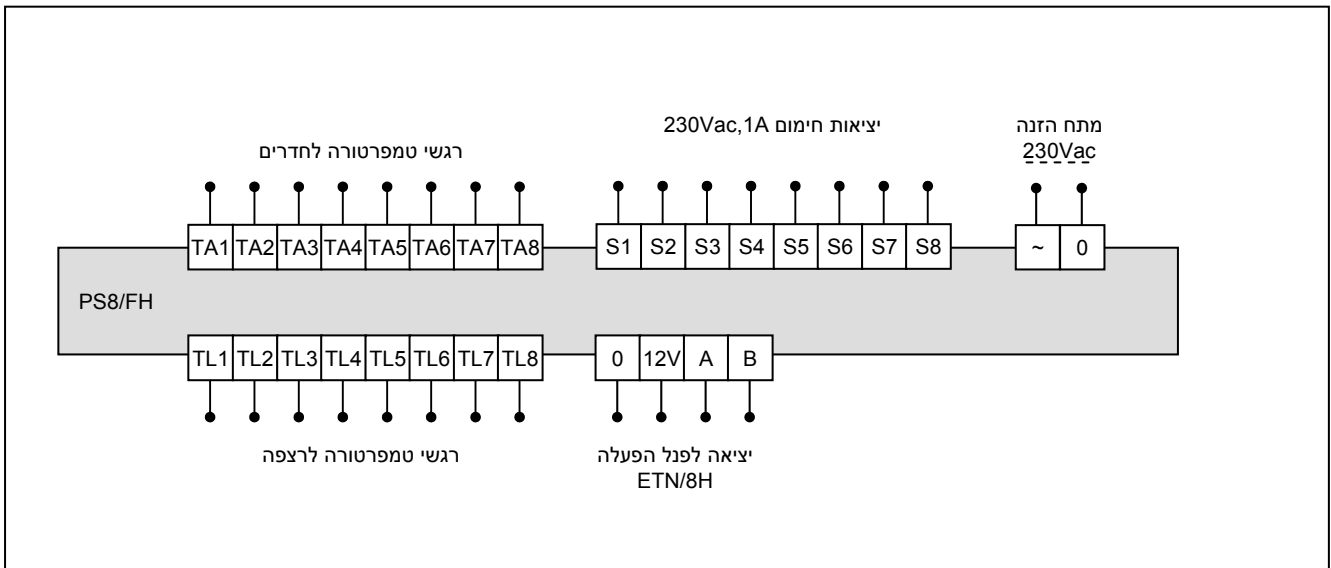 יציאות חימום 230Vac,1A
מתח הזנה
230Vac
רגשי טמפרטורה לחדרים
TA1 TA2 TA3 TA4 TA5 TA6 TA7 TA8
S1 S2 S3 S4 S5 S6 S7 S8
~ 0
PS8/FH
TL1 TL2 TL3 TL4 TL5 TL6 TL7 TL8
0 12V A B
רגשי טמפרטורה לרצפה
יציאה לפנל הפעלה
ETN/8H